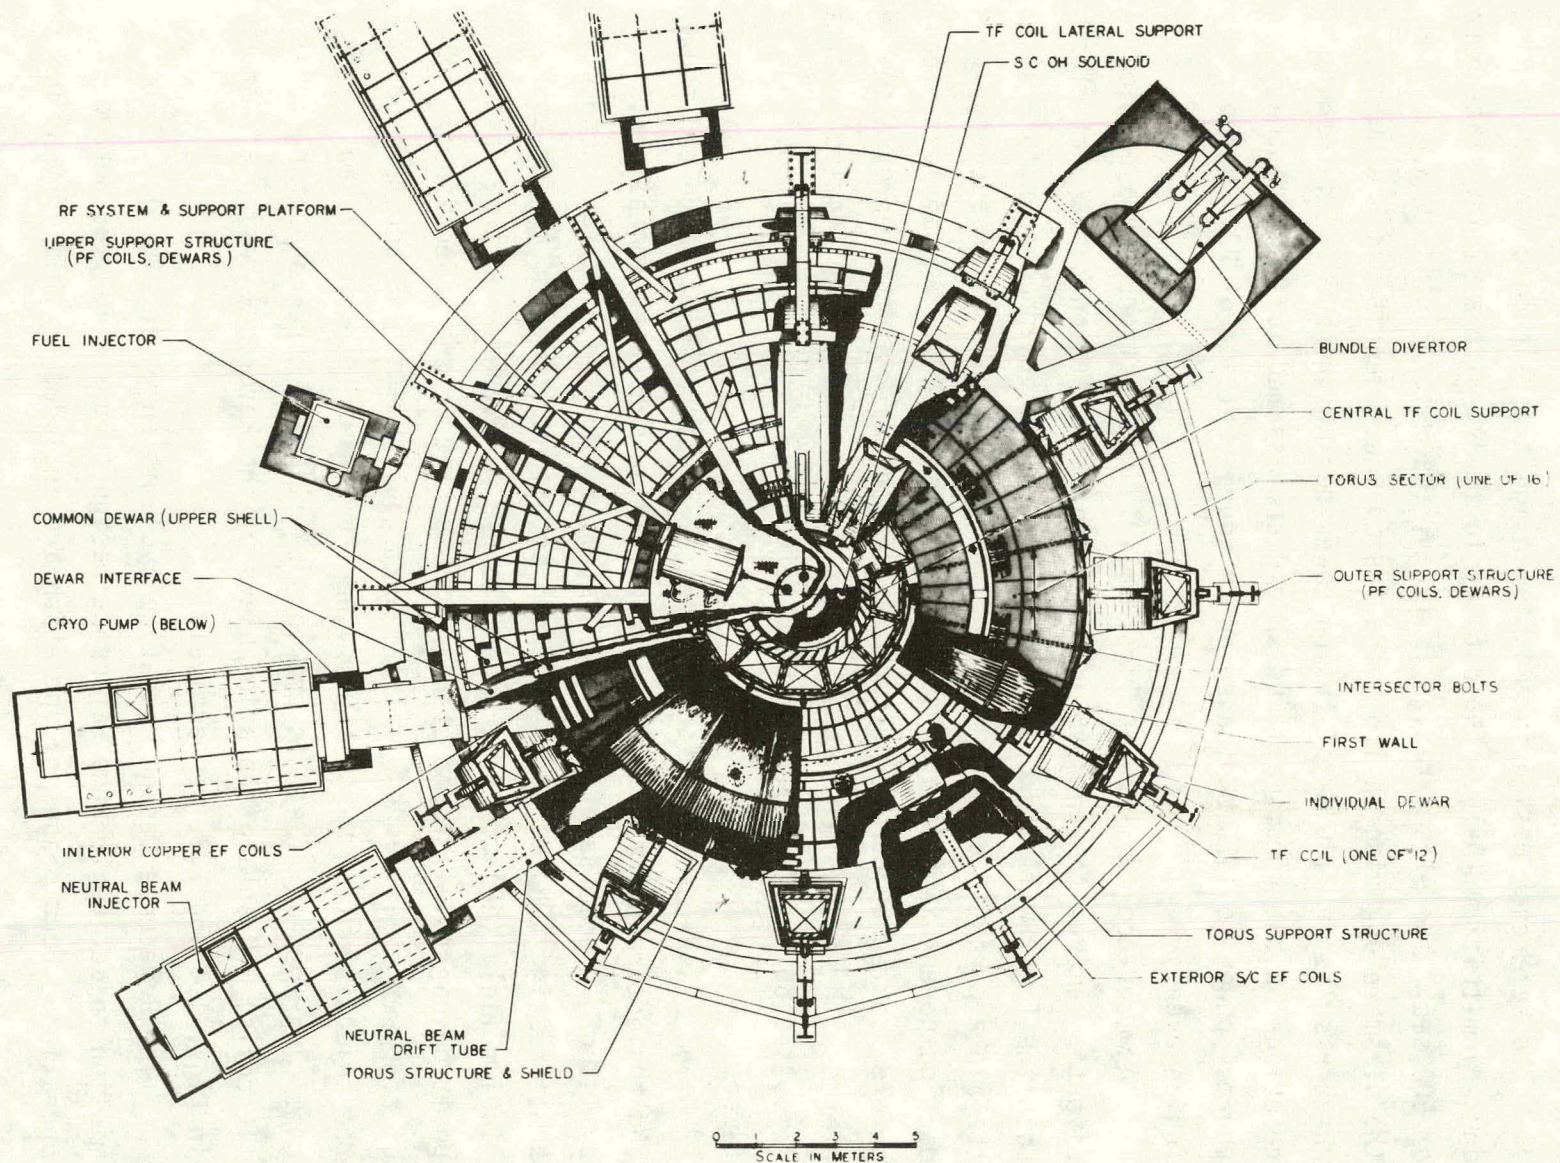 TF COIL LATERAL SUPPORT
S C OH SOLENOID
RF SYSTEM & SUPPORT PLATFORM
UPPER SUPPORT STRUCTURE
(PF COILS, DEWARS)
FUEL INJECTOR
COMMON DEWAR (UPPER SHELL)
DEWAR INTERFACE
CRYO PUMP (BELOW)
INTERIOR COPPER EF COILS
NEUTRAL BEAM
INJECTOR
NEUTRAL BEAM
DRIFT TUBE
TORUS STRUCTURE & SHIELD
BUNDLE DIVERTOR
CENTRAL TF COIL SUPPORT
TORUS SECTOR (ONE OF 16)
OUTER SUPPORT STRUCTURE
(PF COILS, DEWARS)
INTERSECTOR BOLTS
FIRST WALL
INDIVIDUAL DEWAR
TF COIL (ONE OF 12)
TORUS SUPPORT STRUCTURE
EXTERIOR S/C EF COILS
0 1 2 3 4 5
SCALE IN METERS